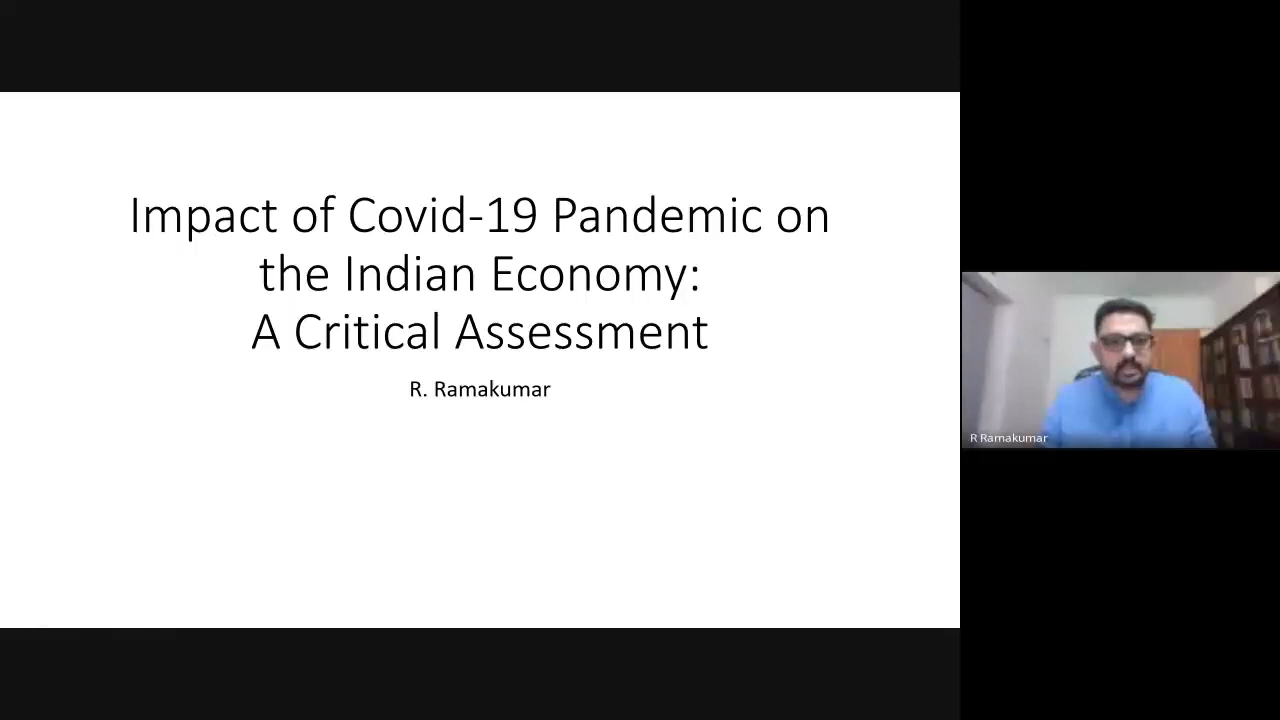 Impact of Covid-19 Pandemic on
the Indian Economy:
A Critical Assessment
R. Ramakumar
R Ramakumar